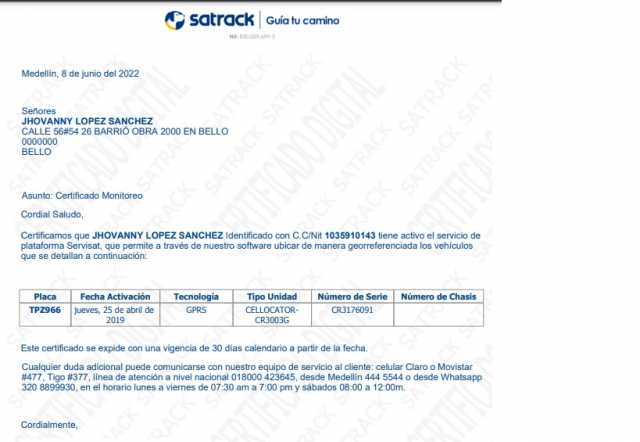 satrack | Guía tu camino
Medellín, 8 de junio del 2022
Señores
JHOVANNY LOPEZ SANCHEZ
CALLE 56#54 26 BARRIÓ OBRA 2000 EN BELLO
0000000
BELLO
Asunto: Certificado Monitoreo
Cordial Saludo,
Certificamos que JHOVANNY LOPEZ SANCHEZ Identificado con C.C/Nit 1035910143 tiene activo el servicio de
plataforma Servisat, que permite a través de nuestro software ubicar de manera georreferenciada los vehículos
que se detallan a continuación:
Placa Fecha Activación Tecnología Tipo Unidad Número de Serie Número de Chasis
TPZ966 jueves, 25 de abril de 2019 GPRS CELLOCATOR-CR3003G CR3176091
Este certificado se expide con una vigencia de 30 días calendario a partir de la fecha.
Cualquier duda adicional puede comunicarse con nuestro equipo de servicio al cliente: celular Claro o Movistar
#477, Tigo #377, línea de atención a nivel nacional 018000 423645, desde Medellín 444 5544 o desde Whatsapp
320 8899930, en el horario lunes a viernes de 07:30 am a 7:00 pm y sábados 08:00 a 12:00m.
Cordialmente,
SATRACK
CERTIFICADO DIGITAL